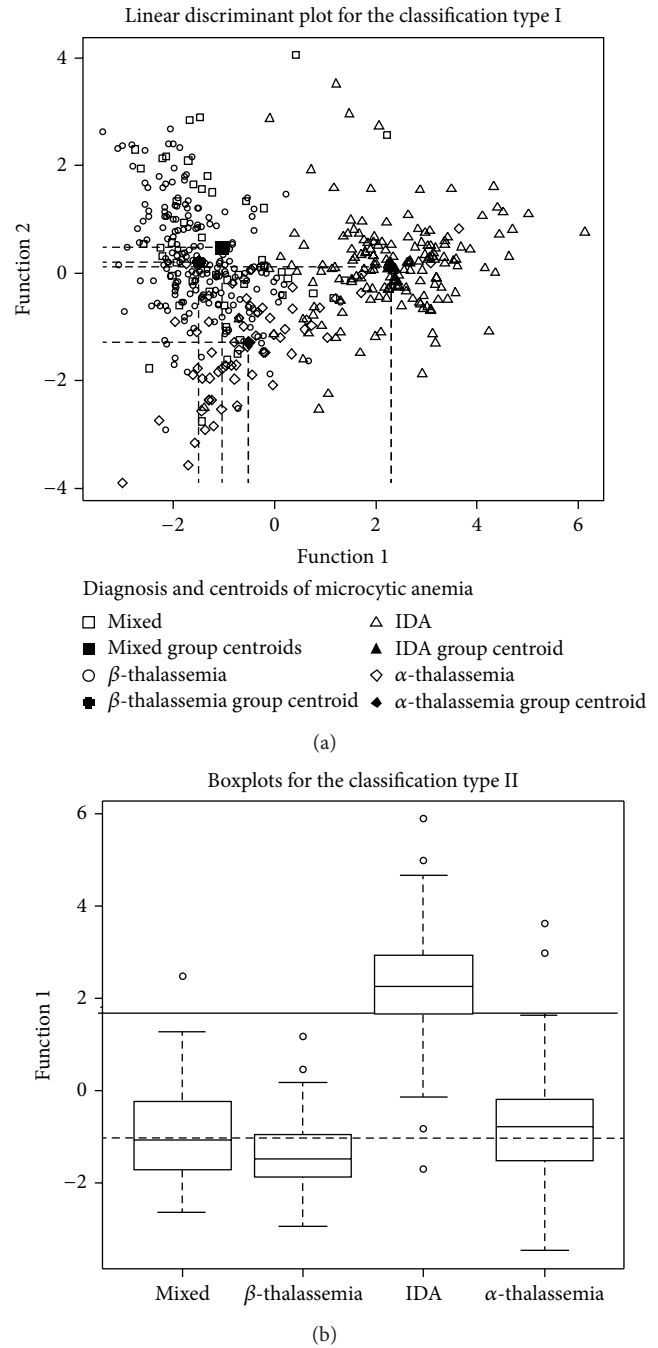 Linear discriminant plot for the classification type I
4
2
0
−2
−4
Function 2
−2 0 2 4 6
Function 1
Diagnosis and centroids of microcytic anemia
Mixed
IDA
Mixed group centroids
IDA group centroid
β-thalassemia
α-thalassemia
β-thalassemia group centroid
α-thalassemia group centroid
(a)
Boxplots for the classification type II
6
4
2
0
−2
Function 1
Mixed β-thalassemia IDA α-thalassemia
(b)